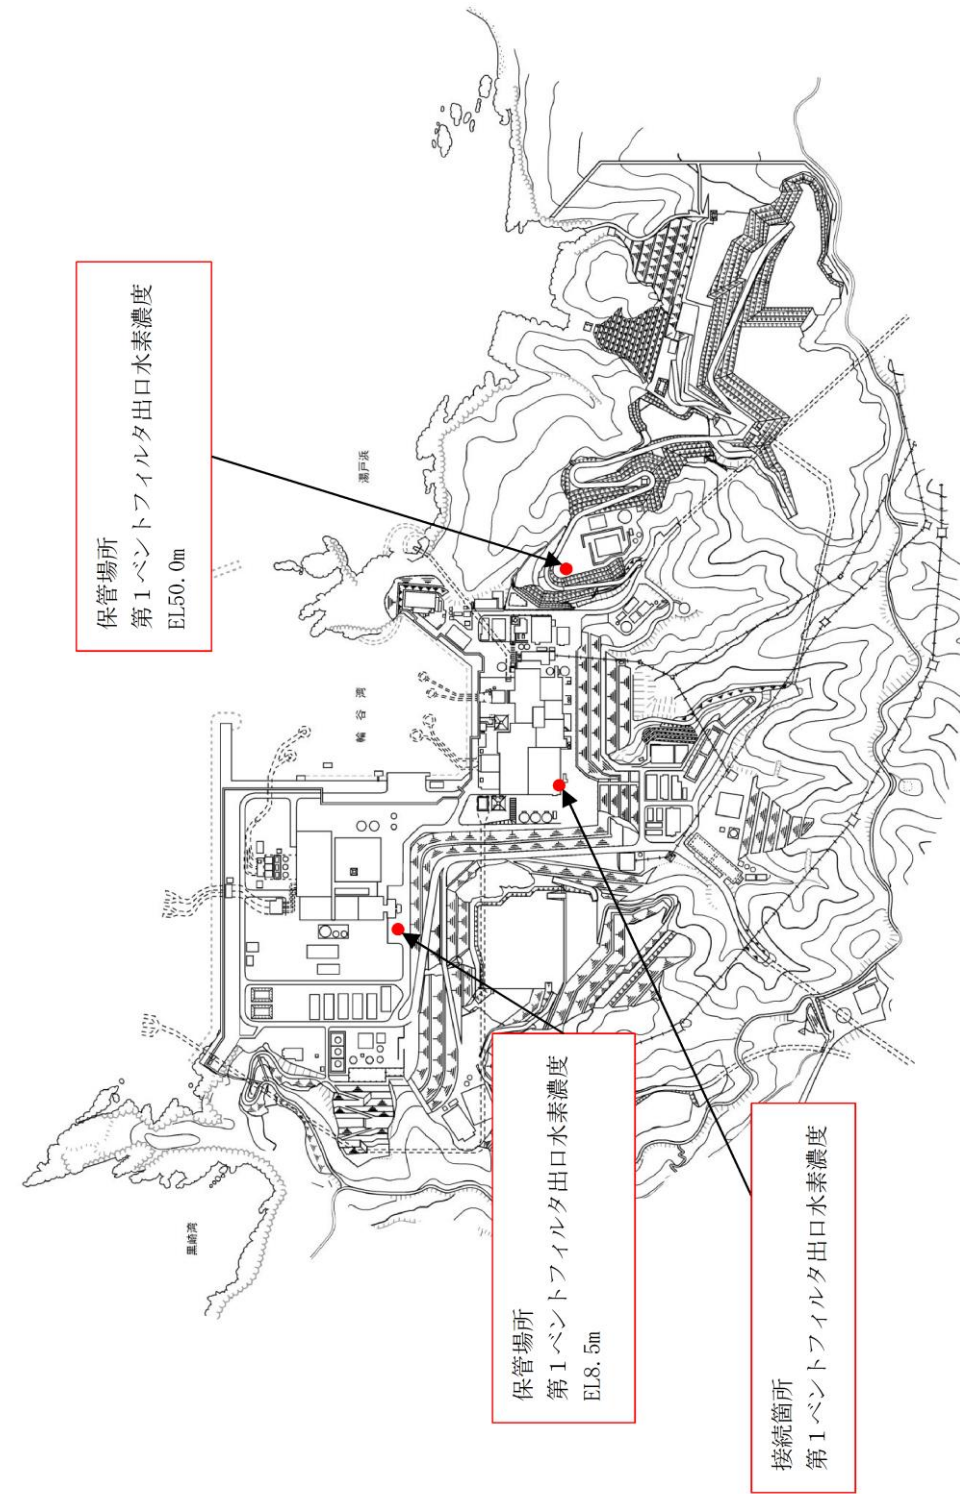 保管場所
第1ベントフィルタ出口水素濃度
EL50.0m
湯戸浜
輪谷湾
黒崎湾
保管場所
第1ベントフィルタ出口水素濃度
EL8.5m
接続箇所
第1ベントフィルタ出口水素濃度